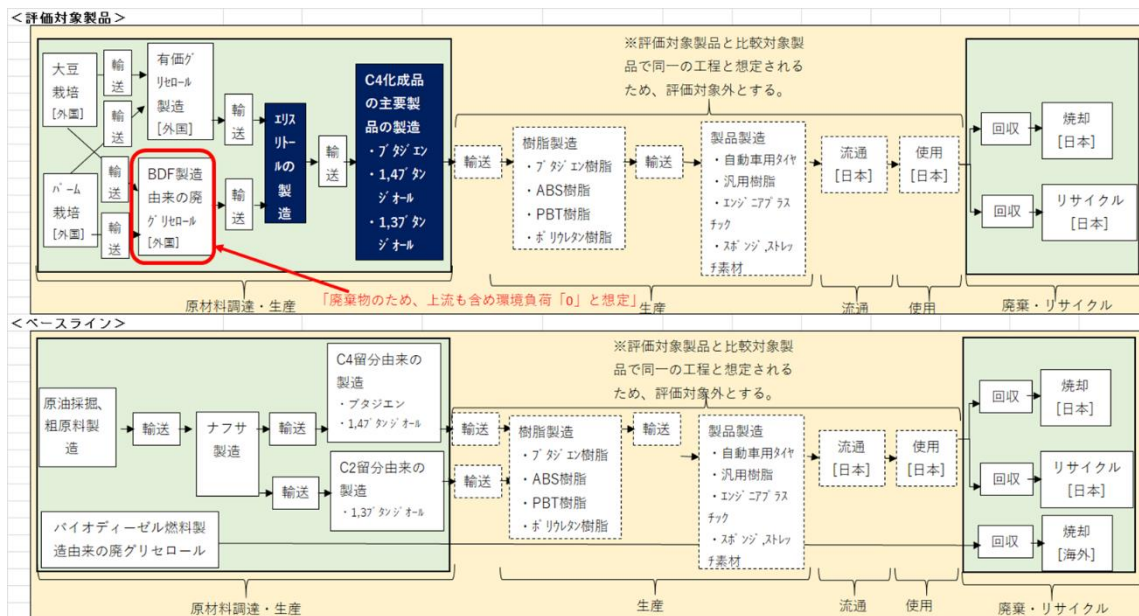 ＜評価対象製品＞
大豆
栽培
[外国]
パーム
栽培
[外国]
輸
送
輸
送
輸
送
輸
送
有価グ
リセロール
製造
[外国]
BDF製造
由来の廃
グリセロール
[外国]
輸
送
輸
送
エリス
リトー
ルの製
造
輸
送
C4化成品
の主要製
品の製造
・ブタジエン
・1,4ブタン
ジオール
・1,3ブタン
ジオール
※評価対象製品と比較対象製
品で同一の工程と想定される
ため、評価対象外とする。
輸送
樹脂製造
・ブタジエン樹脂
・ABS樹脂
・PBT樹脂
・ポリウレタン樹脂
輸送
製品製造
・自動車用タイヤ
・汎用樹脂
・エンジニアプラス
チック
・スポンジ,ストレッ
チ素材
流通
[日本]
使用
[日本]
回収
焼却
[日本]
回収
リサイクル
[日本]
原材料調達・生産
「廃棄物のため、上流も含め環境負荷「0」と想定」
生産
流通
使用
廃棄・リサイクル
＜ベースライン＞
原油採掘、
粗原料製
造
輸送
ナフサ
製造
輸送
輸送
C4留分由来の
製造
・ブタジエン
・1,4ブタンジオール
C2留分由来の
製造
・1,3ブタンジオール
バイオディーゼル燃料製
造由来の廃グリセロール
※評価対象製品と比較対象製
品で同一の工程と想定される
ため、評価対象外とする。
輸送
輸送
樹脂製造
・ブタジエン樹脂
・ABS樹脂
・PBT樹脂
・ポリウレタン樹脂
輸送
製品製造
・自動車用タイヤ
・汎用樹脂
・エンジニアプラス
チック
・スポンジ,ストレッ
チ素材
流通
[日本]
使用
[日本]
回収
焼却
[日本]
回収
リサイクル
[日本]
回収
焼却
[海外]
原材料調達・生産
生産
流通
使用
廃棄・リサイクル